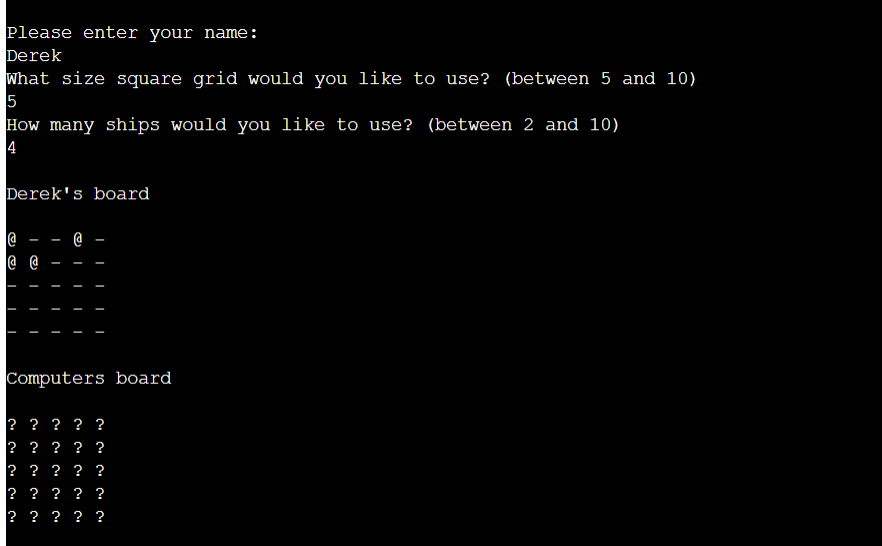 Please enter your name:
Derek
What size square grid would you like to use? (between 5 and 10)
5
How many ships would you like to use? (between 2 and 10)
4
Derek's board
@ - - @ -
@ @ - - -
- - - - -
- - - - -
- - - - -
Computers board
? ? ? ? ?
? ? ? ? ?
? ? ? ? ?
? ? ? ? ?
? ? ? ? ?